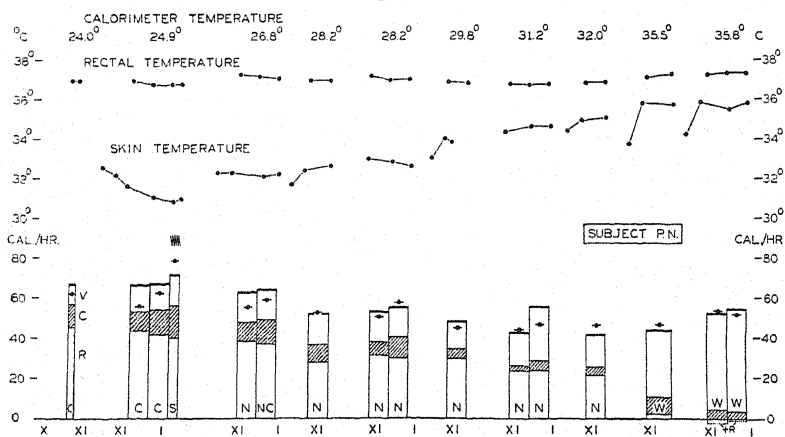 CALORIMETER TEMPERATURE
°C 24.0° 24.9° 26.8° 28.2° 28.2° 29.8° 31.2° 32.0° 35.5° 35.8° C
38° RECTAL TEMPERATURE 38°
36° 36°
34° 34°
SKIN TEMPERATURE
32° 32°
30° 30°
CAL./HR. SUBJECT P.N. CAL./HR
80 80
60 V 60
C
40 40
R
20 20
C C C S N NC N N N N N N N W W W
0 0
X XI XI I XI I XI XI I XI XI I XI XI XI +R I